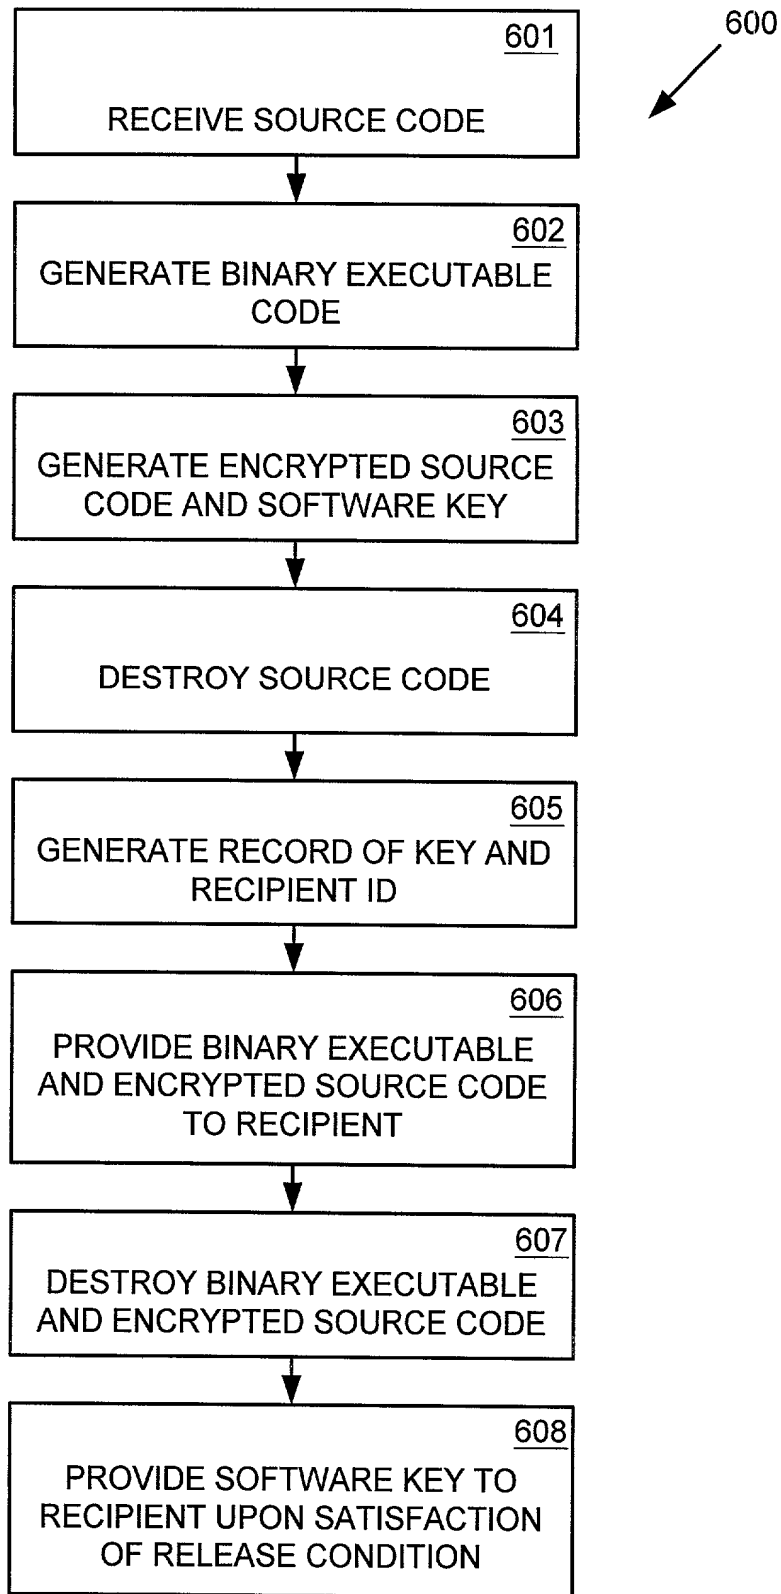 600
601
RECEIVE SOURCE CODE
602
GENERATE BINARY EXECUTABLE
CODE
603
GENERATE ENCRYPTED SOURCE
CODE AND SOFTWARE KEY
604
DESTROY SOURCE CODE
605
GENERATE RECORD OF KEY AND
RECIPIENT ID
606
PROVIDE BINARY EXECUTABLE
AND ENCRYPTED SOURCE CODE
TO RECIPIENT
607
DESTROY BINARY EXECUTABLE
AND ENCRYPTED SOURCE CODE
608
PROVIDE SOFTWARE KEY TO
RECIPIENT UPON SATISFACTION
OF RELEASE CONDITION